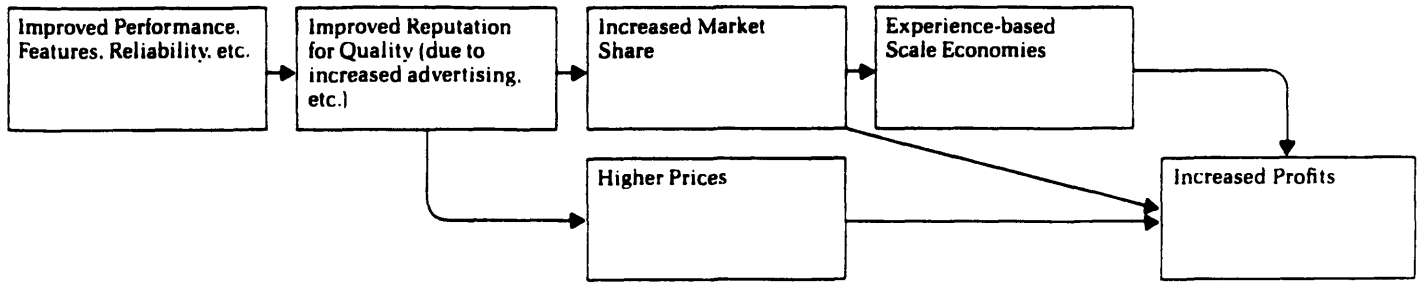 Improved Performance.
Features. Reliability. etc.
Improved Reputation
for Quality (due to
increased advertising.
etc.)
Increased Market
Share
Experience-based
Scale Economies
Higher Prices
Increased Profits